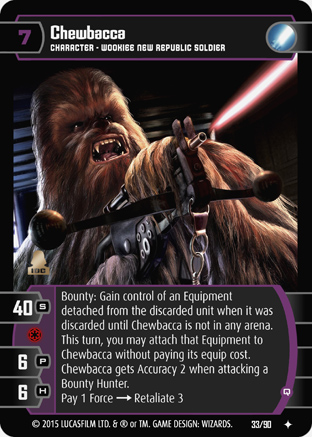 7
Chewbacca
CHARACTER - WOOKIEE NEW REPUBLIC SOLDIER
40 S
6 P
6 H
Bounty: Gain control of an Equipment
detached from the discarded unit when it was
discarded until Chewbacca is not in any arena.
This turn, you may attach that Equipment to
Chewbacca without paying its equip cost.
Chewbacca gets Accuracy 2 when attacking a
Bounty Hunter.
Pay 1 Force → Retaliate 3
© 2015 LUCASFILM LTD. & ® or TM. GAME DESIGN: WIZARDS.
33/90